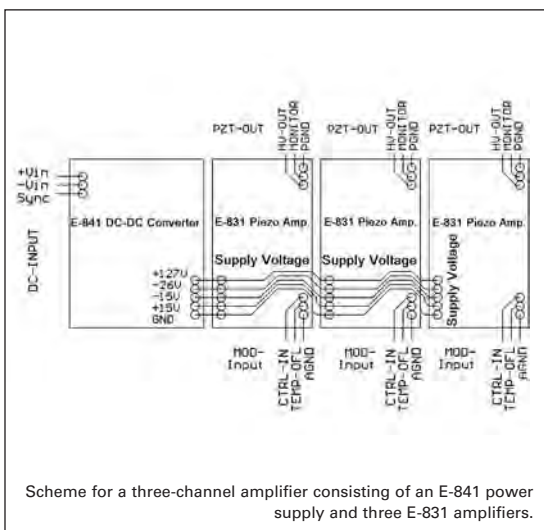 PZT-OUT
HV-OUT
MONITOR
PGND
PZT-OUT
HV-OUT
MONITOR
PGND
PZT-OUT
HV-OUT
MONITOR
PGND
+Vin
-Vin
Sync
DC-INPUT
E-841 DC-DC Converter
E-831 Piezo Amp.
E-831 Piezo Amp.
E-831 Piezo Amp.
Supply Voltage
Supply Voltage
Supply Voltage
+127V
-26V
-15V
+15V
GND
MOD-
Input
CTRL-IN
TEMP-OFL
AGND
MOD-
Input
CTRL-IN
TEMP-OFL
AGND
MOD-
Input
CTRL-IN
TEMP-OFL
AGND
Scheme for a three-channel amplifier consisting of an E-841 power
supply and three E-831 amplifiers.